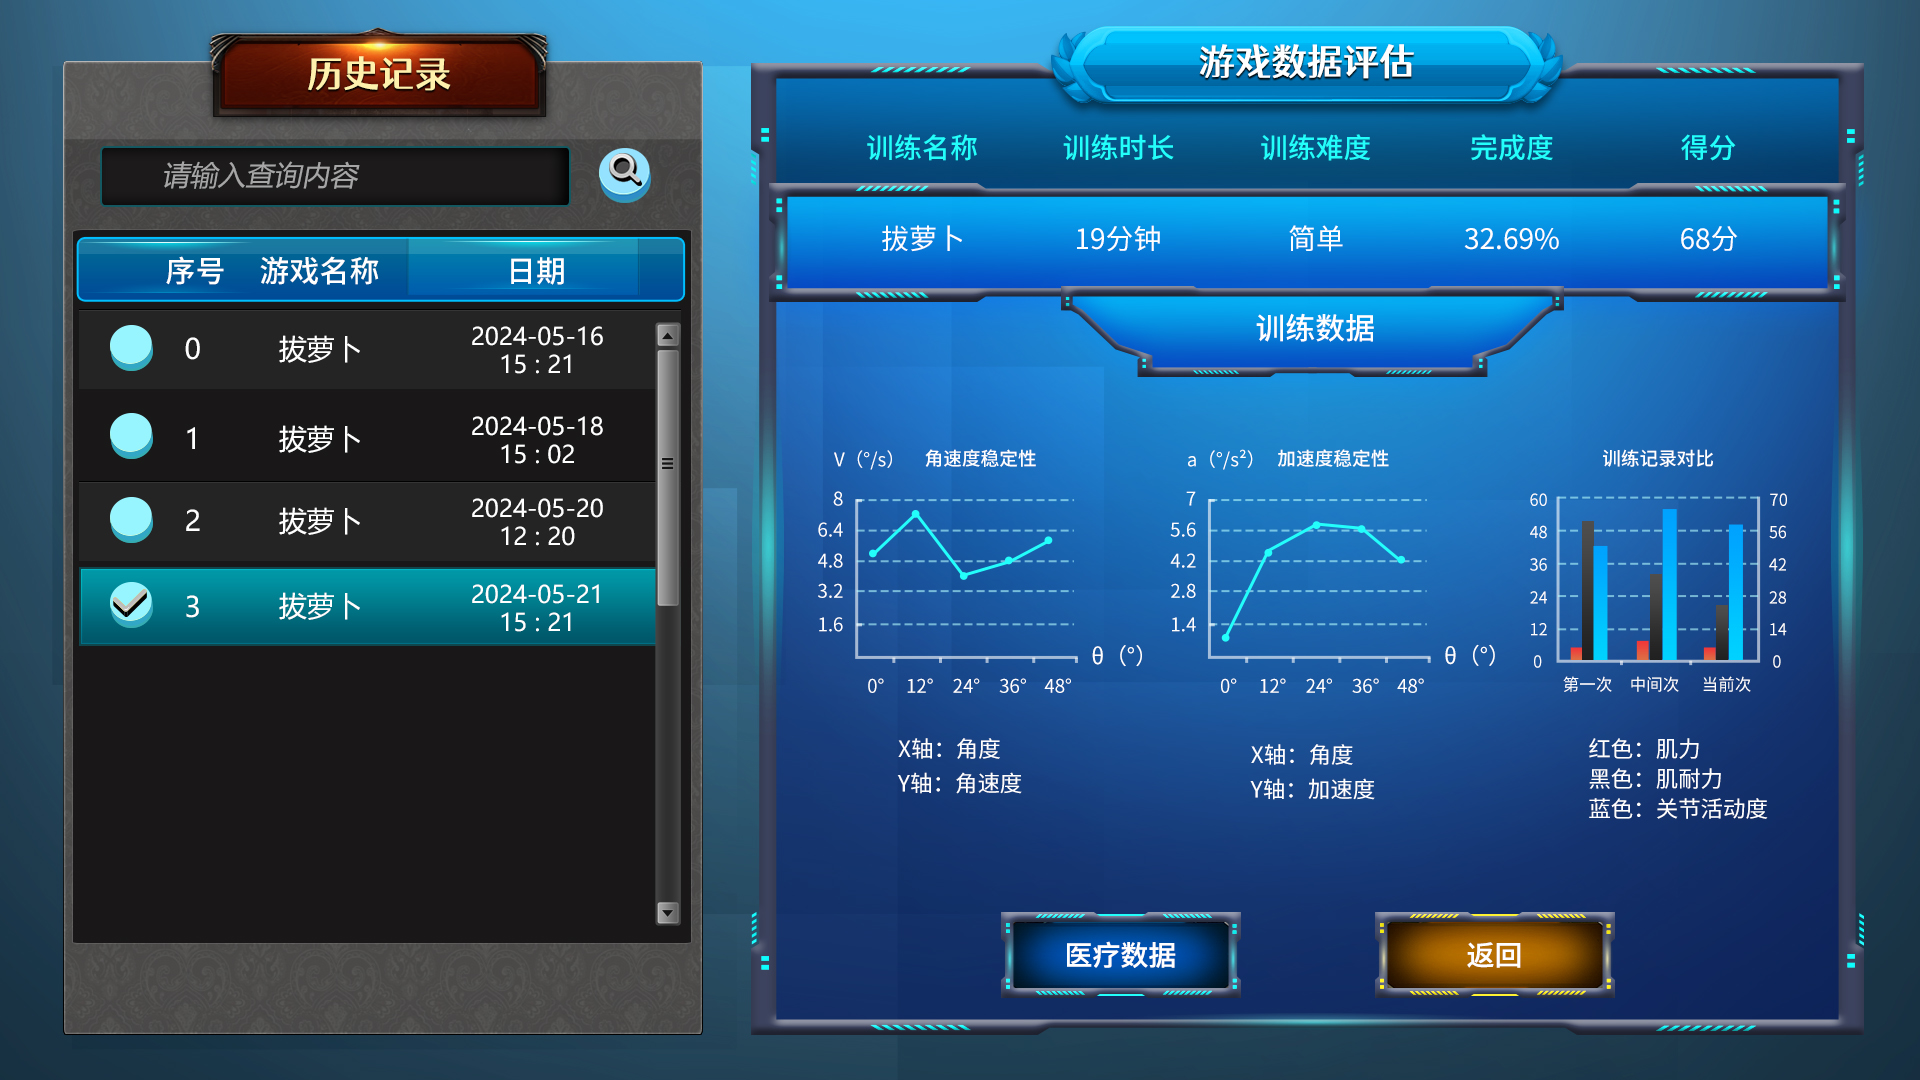 历史记录
请输入查询内容
序号 游戏名称 日期
0 拔萝卜 2024-05-16
15 : 21
1 拔萝卜 2024-05-18
15 : 02
2 拔萝卜 2024-05-20
12 : 20
3 拔萝卜 2024-05-21
15 : 21
游戏数据评估
训练名称 训练时长 训练难度 完成度 得分
拔萝卜 19分钟 简单 32.69% 68分
训练数据
V（°/s） 角速度稳定性
8
6.4
4.8
3.2
1.6
θ（°）
0° 12° 24° 36° 48°
X轴：角度
Y轴：角速度
a（°/s²） 加速度稳定性
7
5.6
4.2
2.8
1.4
θ（°）
0° 12° 24° 36° 48°
X轴：角度
Y轴：加速度
训练记录对比
60 70
48 56
36 42
24 28
12 14
0 0
第一次 中间次 当前次
红色：肌力
黑色：肌耐力
蓝色：关节活动度
医疗数据 返回